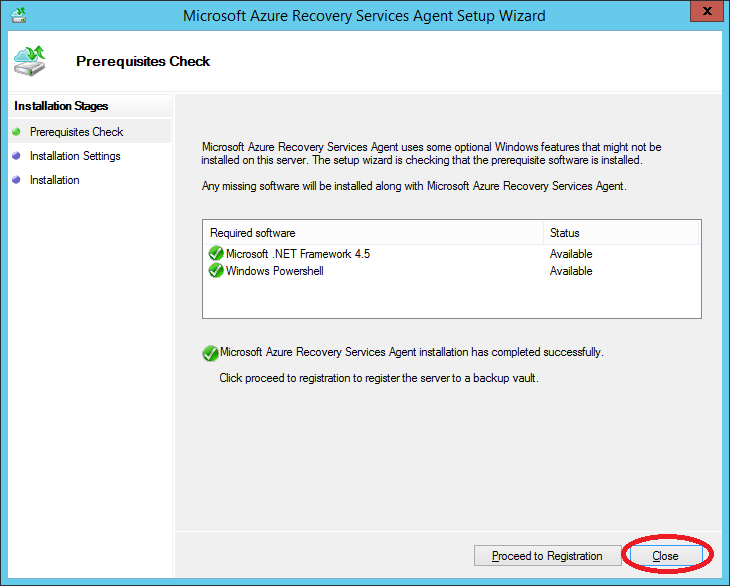 Microsoft Azure Recovery Services Agent Setup Wizard
x
Prerequisites Check
Installation Stages
Prerequisites Check
Installation Settings
Installation
Microsoft Azure Recovery Services Agent uses some optional Windows features that might not be
installed on this server. The setup wizard is checking that the prerequisite software is installed.
Any missing software will be installed along with Microsoft Azure Recovery Services Agent.
Required software Status
Microsoft .NET Framework 4.5 Available
Windows Powershell Available
Microsoft Azure Recovery Services Agent installation has completed successfully.
Click proceed to registration to register the server to a backup vault.
Proceed to Registration Close